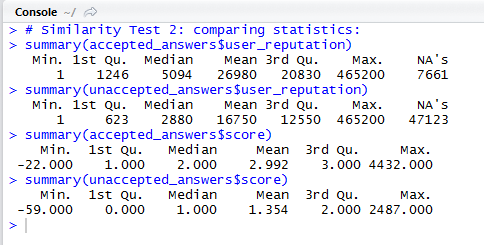 Console ~/
> # Similarity Test 2: comparing statistics:
> summary(accepted_answers$user_reputation)
   Min. 1st Qu.  Median    Mean 3rd Qu.    Max.    NA's
      1    1246    5094   26980   20830  465200    7661
> summary(unaccepted_answers$user_reputation)
   Min. 1st Qu.  Median    Mean 3rd Qu.    Max.    NA's
      1     623    2880   16750   12550  465200   47123
> summary(accepted_answers$score)
    Min.  1st Qu.   Median     Mean  3rd Qu.     Max.
 -22.000    1.000    2.000    2.992    3.000 4432.000
> summary(unaccepted_answers$score)
    Min.  1st Qu.   Median     Mean  3rd Qu.     Max.
 -59.000    0.000    1.000    1.354    2.000 2487.000
>